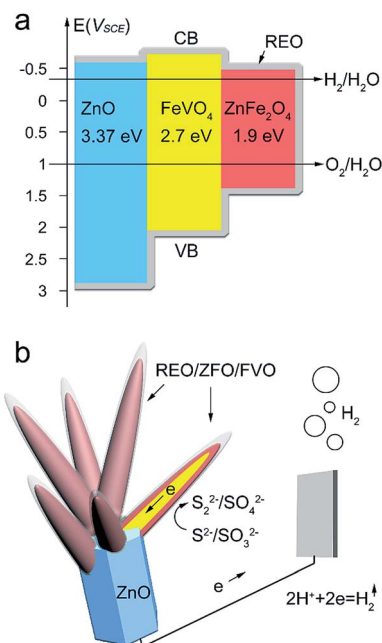 a
E(V_SCE)
CB
REO
-0.5
H₂/H₂O
0
ZnO
FeVO₄
ZnFe₂O₄
3.37 eV
2.7 eV
1.9 eV
0.5
1
O₂/H₂O
1.5
2
VB
2.5
3
b
REO/ZFO/FVO
H₂
e
S₂²⁻/SO₄²⁻
S²⁻/SO₃²⁻
ZnO
e
2H⁺+2e=H₂